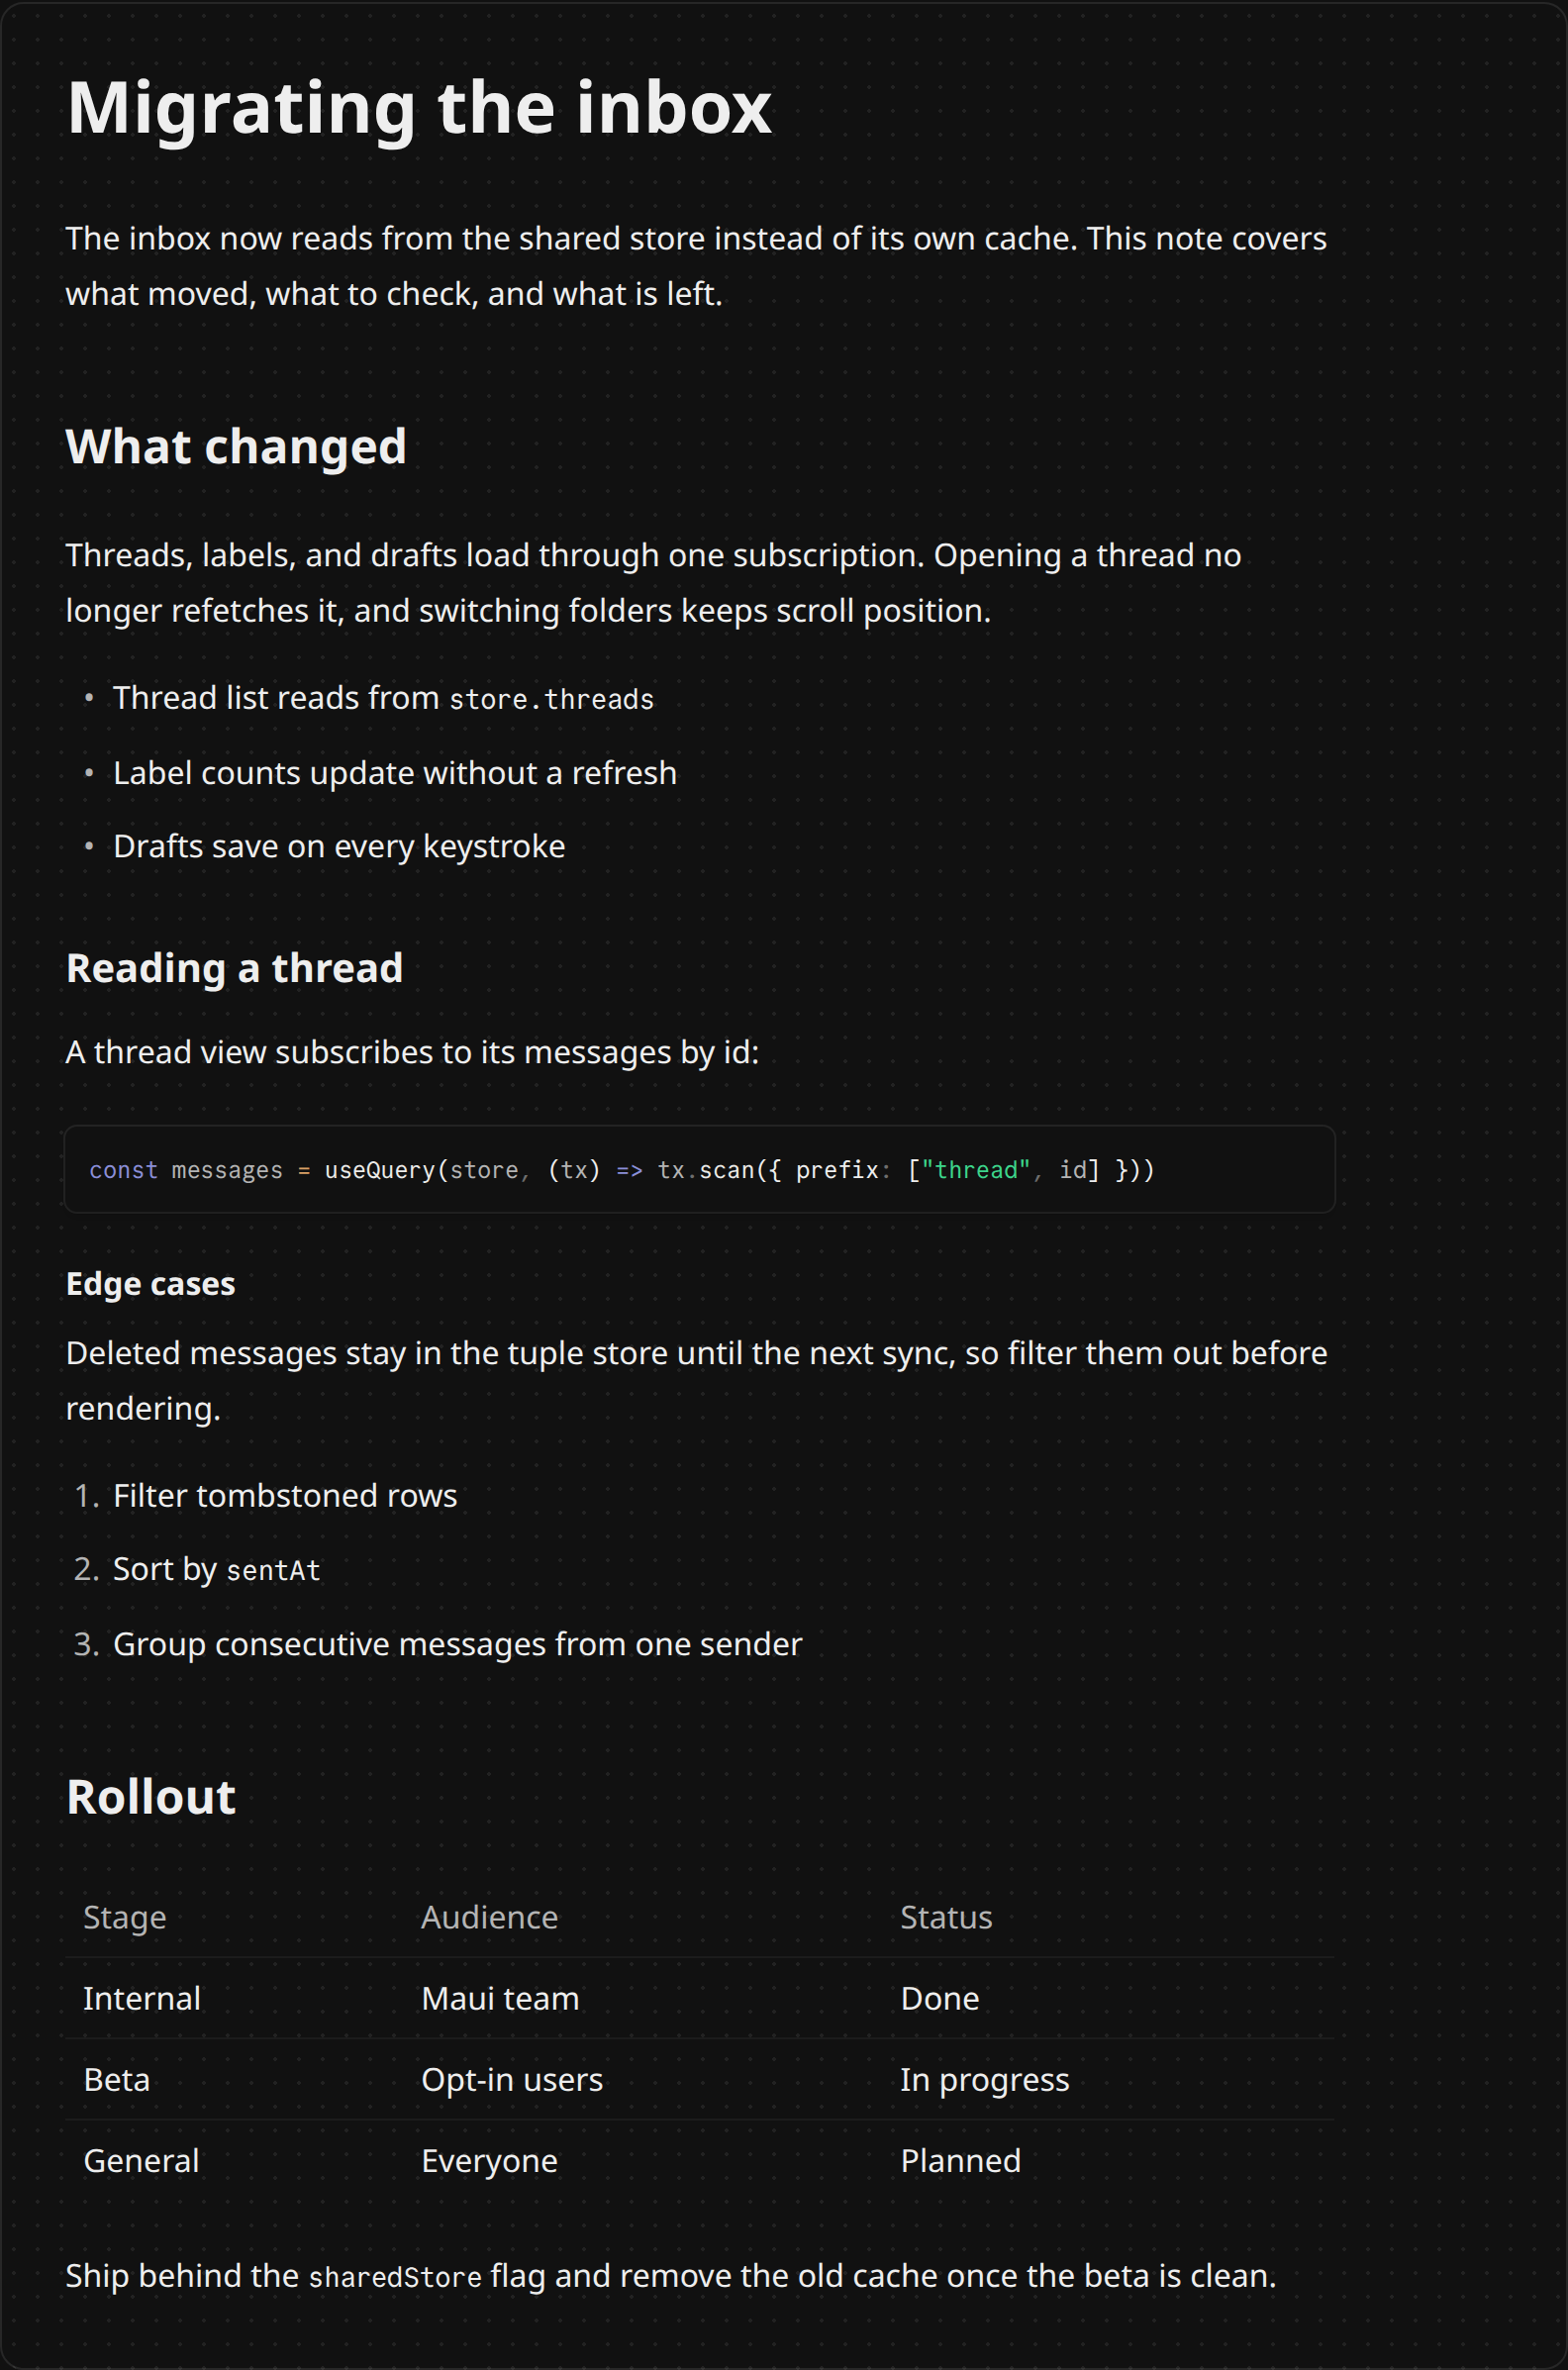 Migrating the inbox
The inbox now reads from the shared store instead of its own cache. This note covers
what moved, what to check, and what is left.
What changed
Threads, labels, and drafts load through one subscription. Opening a thread no
longer refetches it, and switching folders keeps scroll position.
• Thread list reads from store.threads
• Label counts update without a refresh
• Drafts save on every keystroke
Reading a thread
A thread view subscribes to its messages by id:
const messages = useQuery(store, (tx) => tx.scan({ prefix: ["thread", id] }))
Edge cases
Deleted messages stay in the tuple store until the next sync, so filter them out before
rendering.
1. Filter tombstoned rows
2. Sort by sentAt
3. Group consecutive messages from one sender
Rollout
Stage Audience Status
Internal Maui team Done
Beta Opt-in users In progress
General Everyone Planned
Ship behind the sharedStore flag and remove the old cache once the beta is clean.